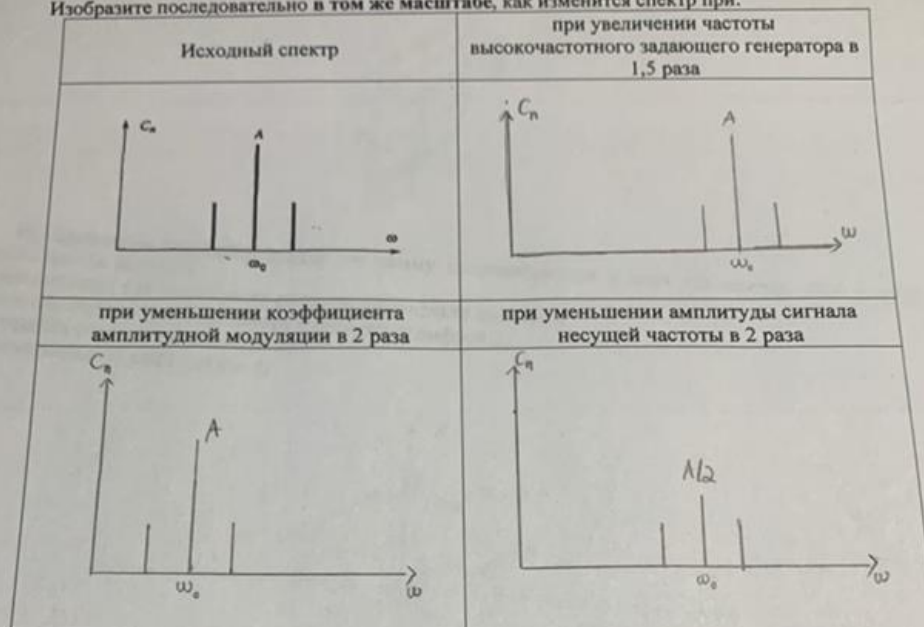 Изобразите последовательно в том же масштабе, как изменится спектр при:
Исходный спектр
при увеличении частоты
высокочастотного задающего генератора в
1,5 раза
Cₙ
A
ω
ω₀
Cₙ
A
ω
ω₀
при уменьшении коэффициента
амплитудной модуляции в 2 раза
при уменьшении амплитуды сигнала
несущей частоты в 2 раза
Cₙ
A
ω₀
ω
Cₙ
A/2
ω₀
ω